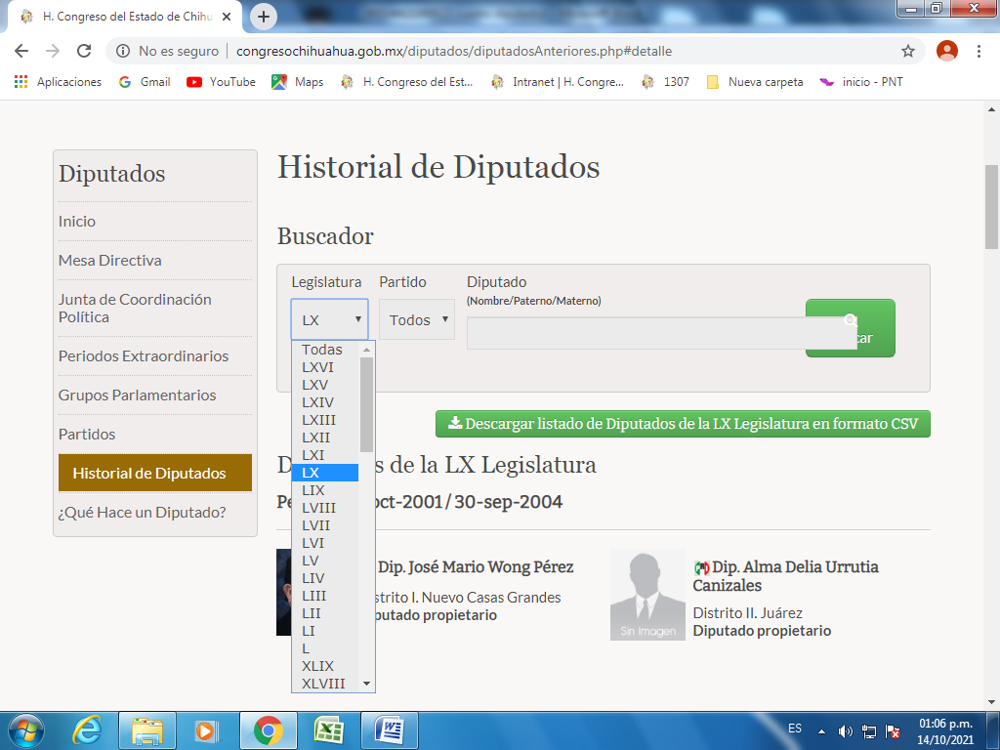 H. Congreso del Estado de Chihu
No es seguro
congresochihuahua.gob.mx/diputados/diputadosAnteriores.php#detalle
Aplicaciones
Gmail
YouTube
Maps
H. Congreso del Est...
Intranet | H. Congre...
1307
Nueva carpeta
inicio - PNT
Diputados
Inicio
Mesa Directiva
Junta de Coordinación
Política
Periodos Extraordinarios
Grupos Parlamentarios
Partidos
Historial de Diputados
¿Qué Hace un Diputado?
Historial de Diputados
Buscador
Legislatura
Partido
Diputado
(Nombre/Paterno/Materno)
LX
Todos
car
Todas
LXVI
LXV
LXIV
LXIII
LXII
LXI
LX
LIX
LVIII
LVII
LVI
LV
LIV
LIII
LII
LI
L
XLIX
XLVIII
Descargar listado de Diputados de la LX Legislatura en formato CSV
D s de la LX Legislatura
Pe oct-2001 / 30-sep-2004
Dip. José Mario Wong Pérez
strito I. Nuevo Casas Grandes
putado propietario
Sin Imagen
Dip. Alma Delia Urrutia
Canizales
Distrito II. Juárez
Diputado propietario
ES
01:06 p.m.
14/10/2021